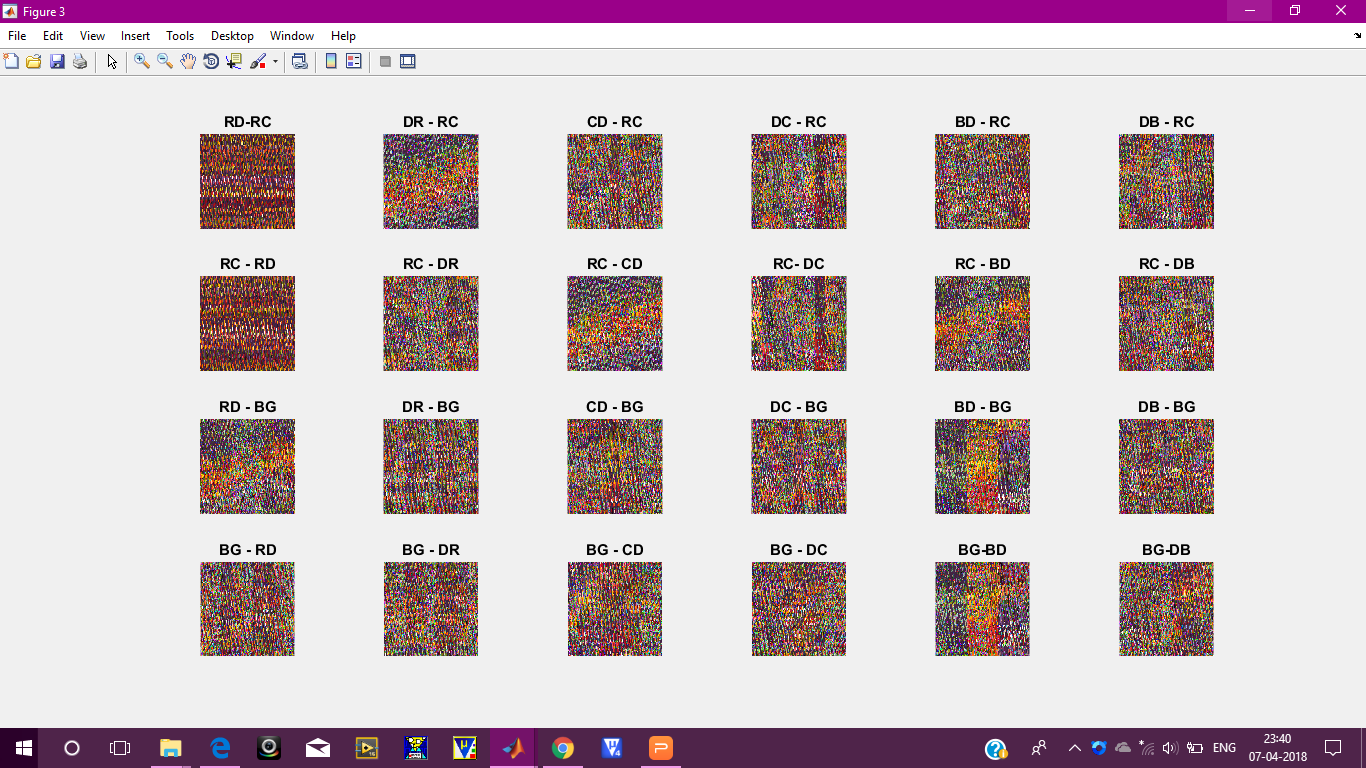 Figure 3
File Edit View Insert Tools Desktop Window Help
RD-RC DR - RC CD - RC DC - RC BD - RC DB - RC
RC - RD RC - DR RC - CD RC- DC RC - BD RC - DB
RD - BG DR - BG CD - BG DC - BG BD - BG DB - BG
BG - RD BG - DR BG - CD BG - DC BG-BD BG-DB
ENG
23:40
07-04-2018